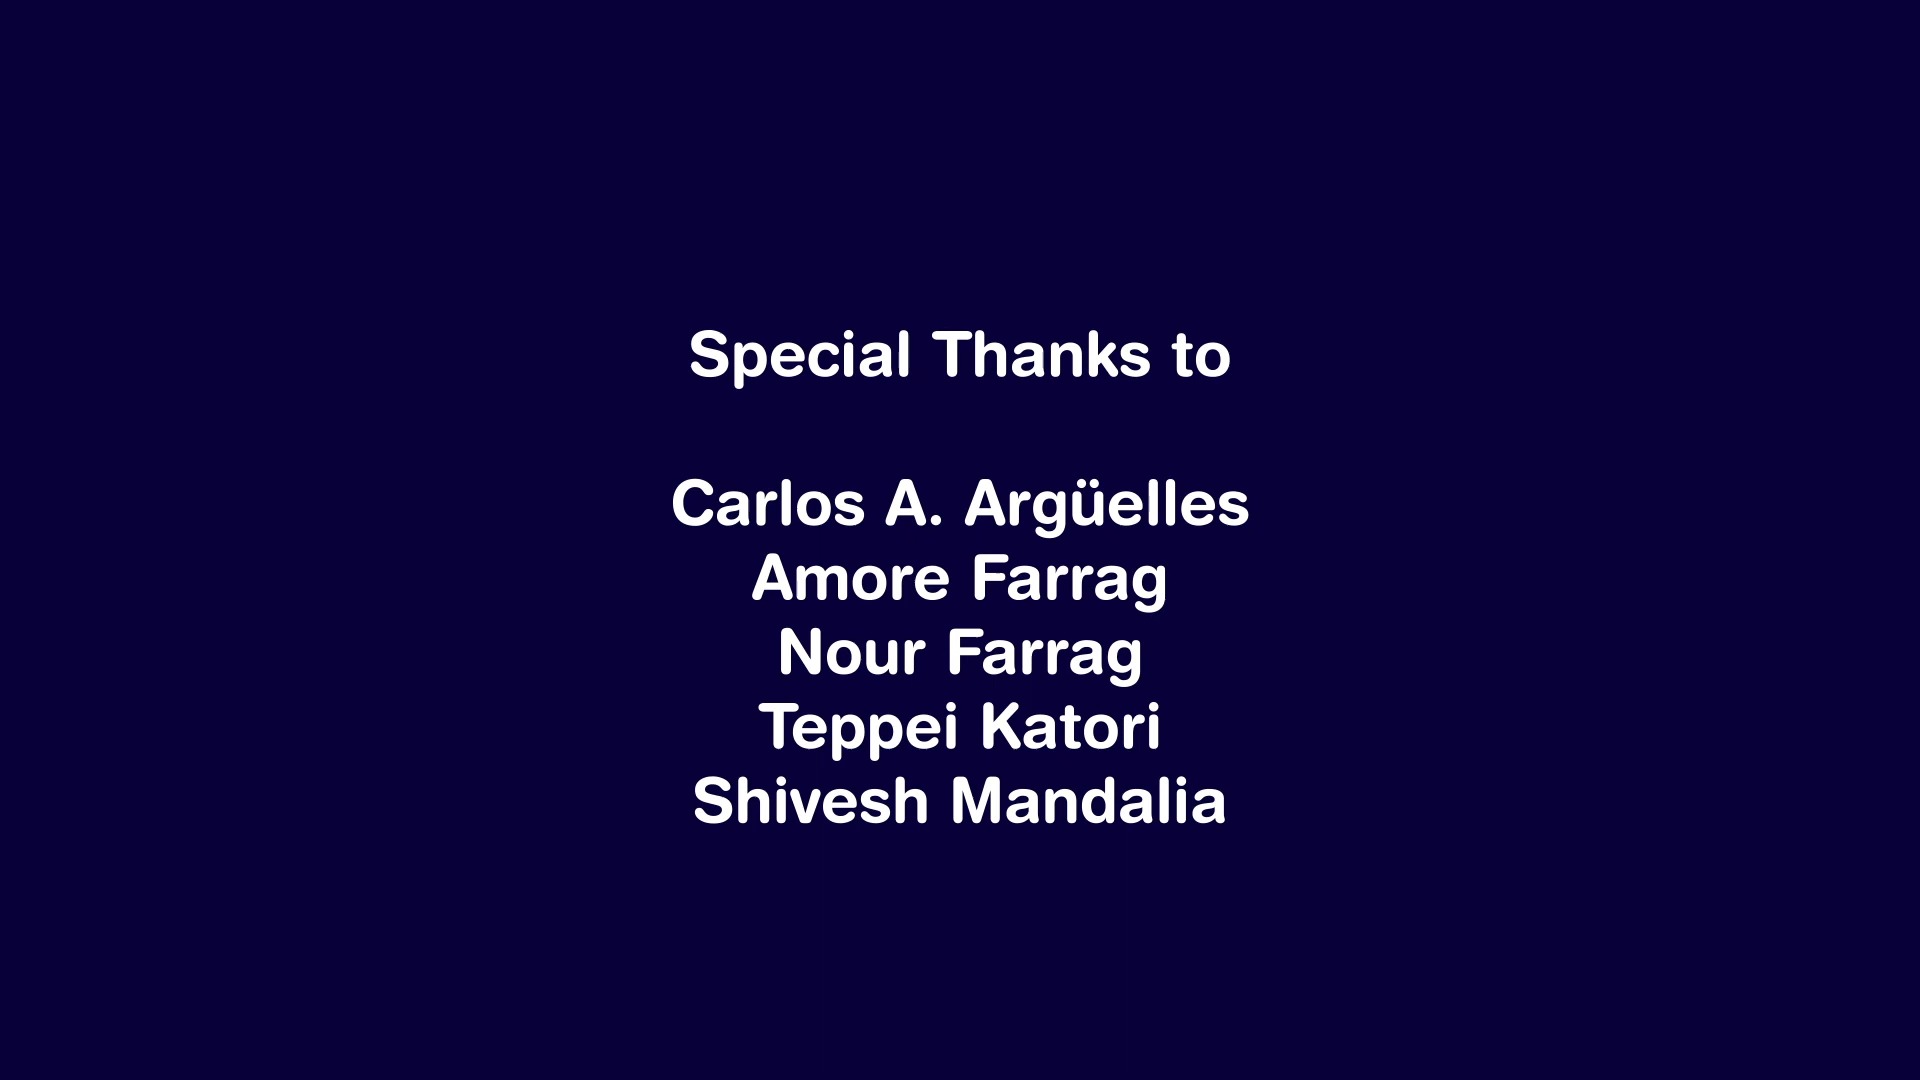 Special Thanks to
Carlos A. Argüelles
Amore Farrag
Nour Farrag
Teppei Katori
Shivesh Mandalia